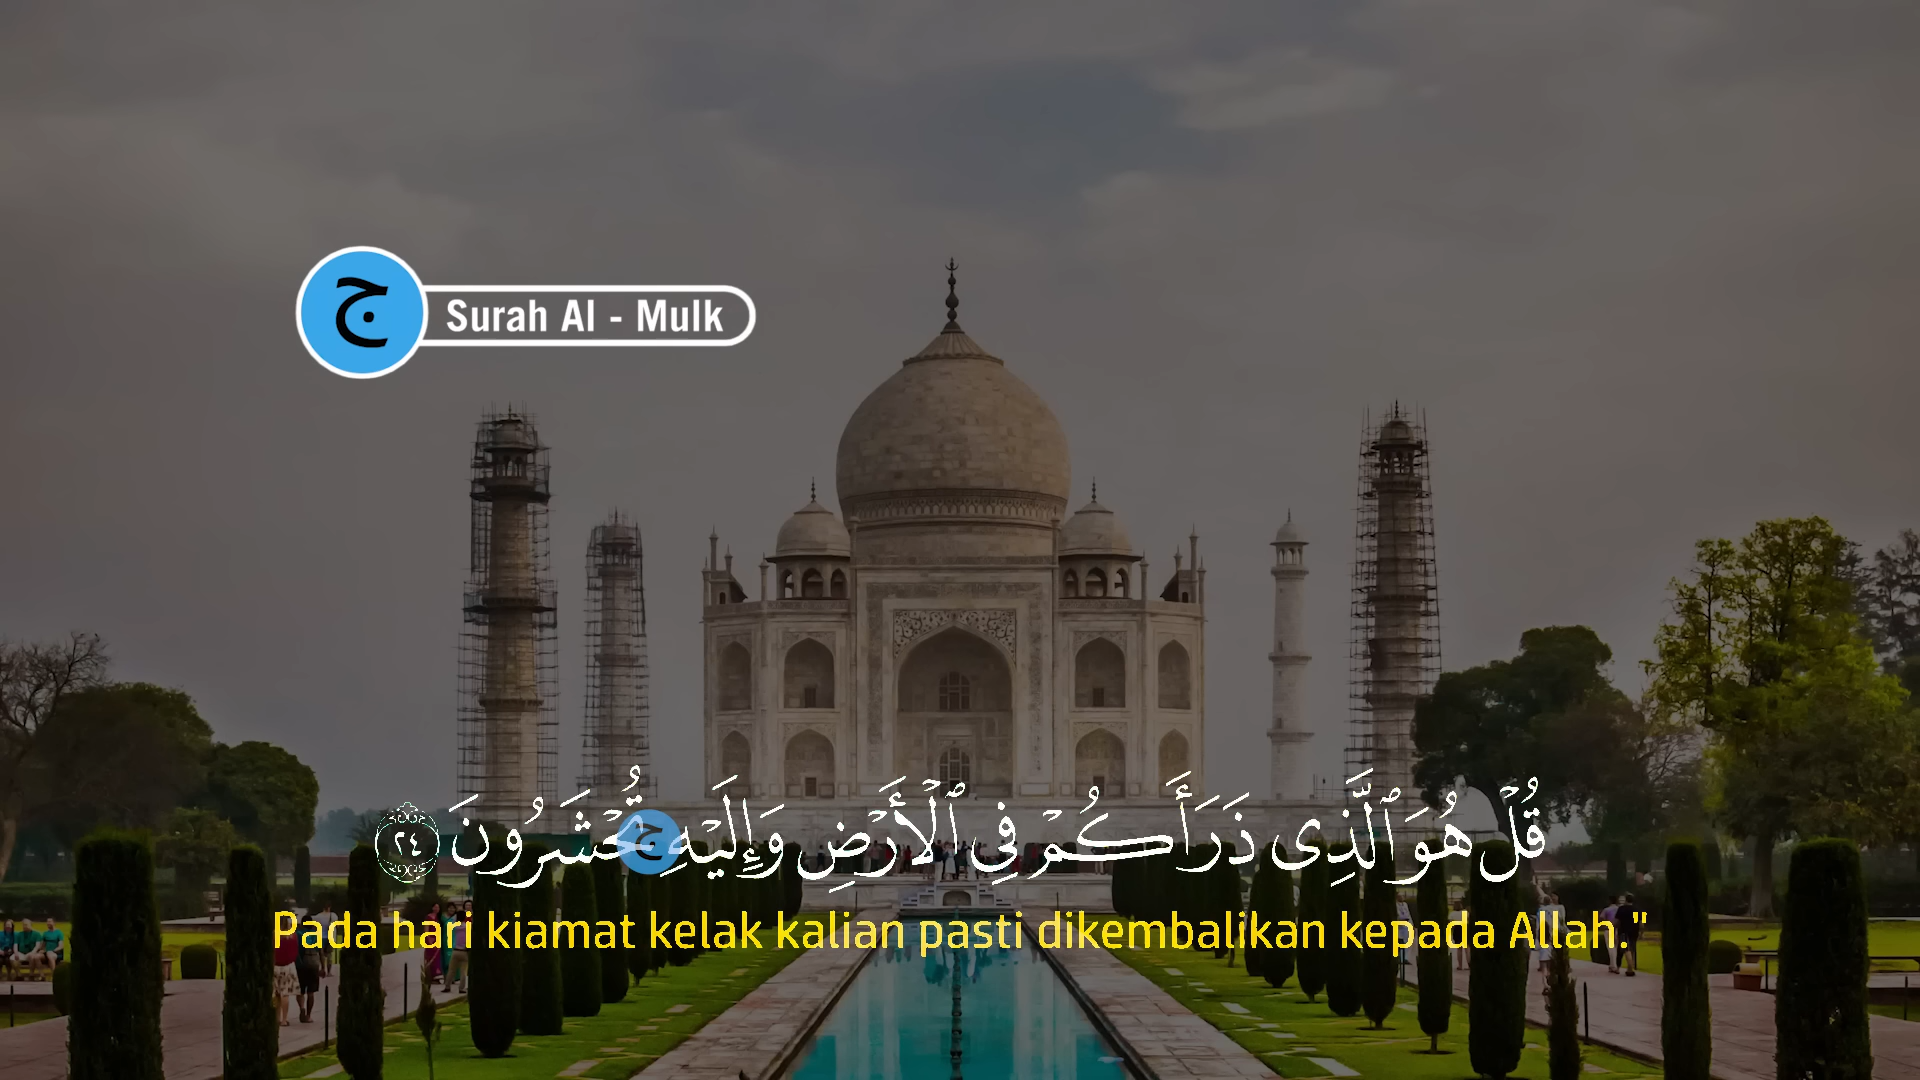 ج
Surah Al - Mulk
قُلْ هُوَ ٱلَّذِى ذَرَأَكُمْ فِى ٱلْأَرْضِ وَإِلَيْهِ تُحْشَرُونَ ٢٤
ج
Pada hari kiamat kelak kalian pasti dikembalikan kepada Allah."